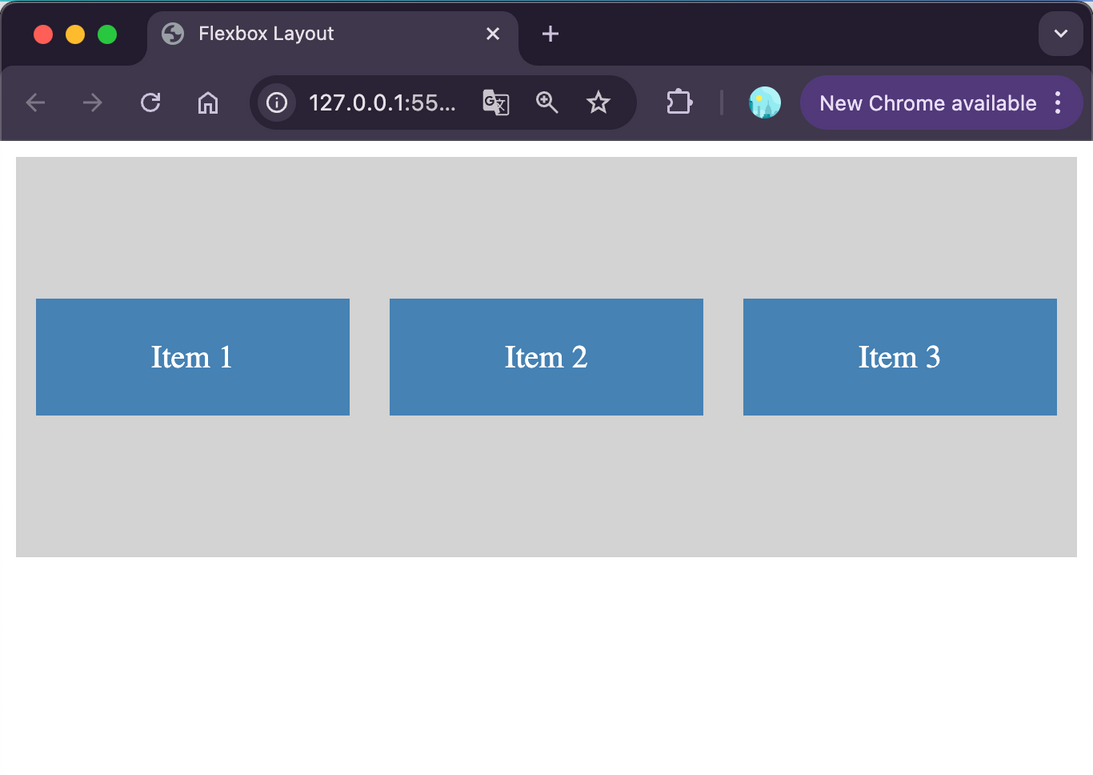 Flexbox Layout
127.0.0.1:55...
New Chrome available
Item 1
Item 2
Item 3